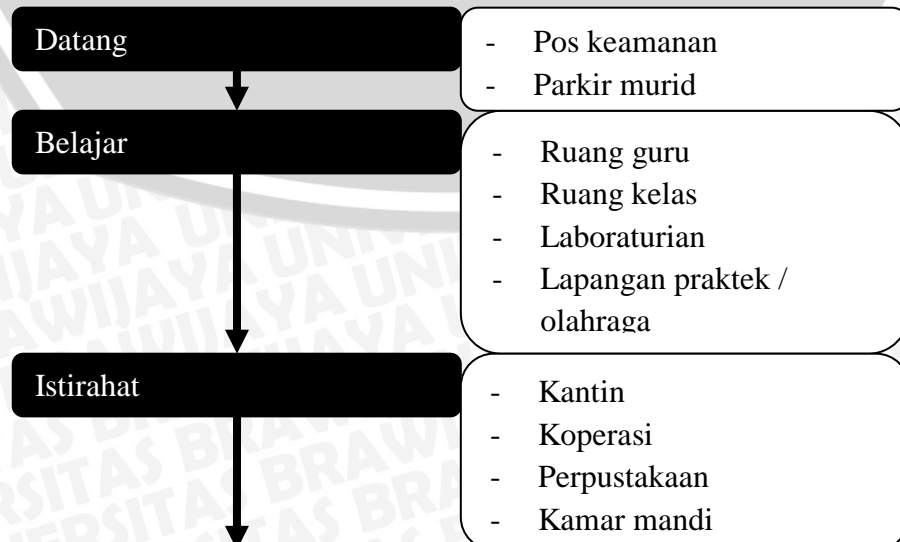 Datang
- Pos keamanan
- Parkir murid
Belajar
- Ruang guru
- Ruang kelas
- Laboraturian
- Lapangan praktek /
olahraga
Istirahat
- Kantin
- Koperasi
- Perpustakaan
- Kamar mandi